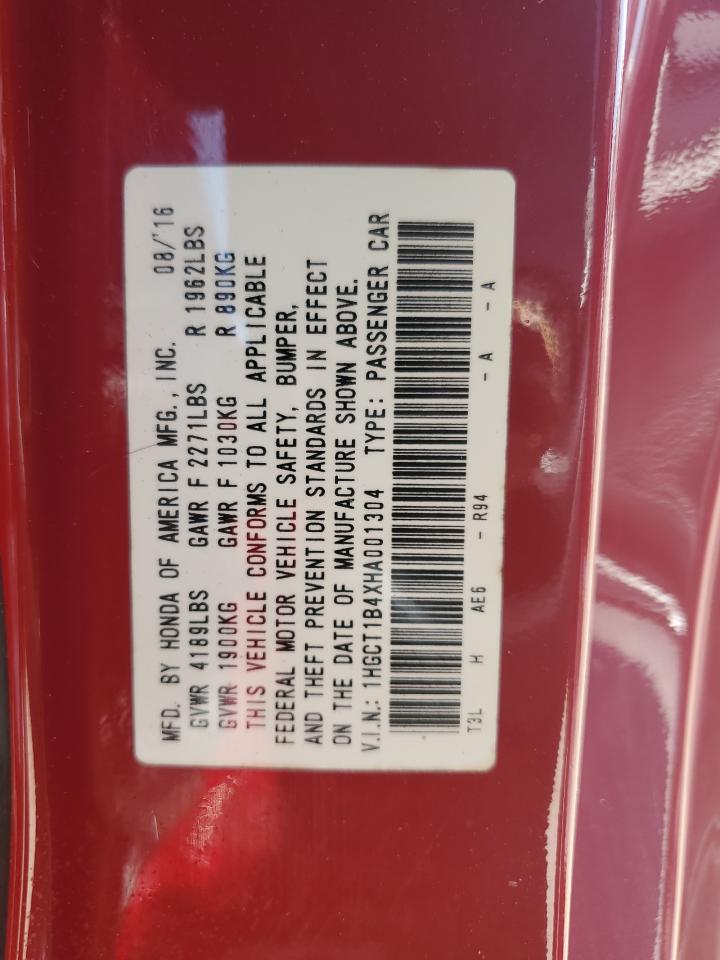 MFD. BY HONDA OF AMERICA MFG., INC. 08/'16
GVWR 4189LBS GAWR F 2271LBS R 1962LBS
GVWR 1900KG GAWR F 1030KG R 890KG
THIS VEHICLE CONFORMS TO ALL APPLICABLE
FEDERAL MOTOR VEHICLE SAFETY, BUMPER,
AND THEFT PREVENTION STANDARDS IN EFFECT
ON THE DATE OF MANUFACTURE SHOWN ABOVE.
V.I.N.: 1HGCT1B4XHA001304 TYPE: PASSENGER CAR
T3L H AE6 - R94 - A - A